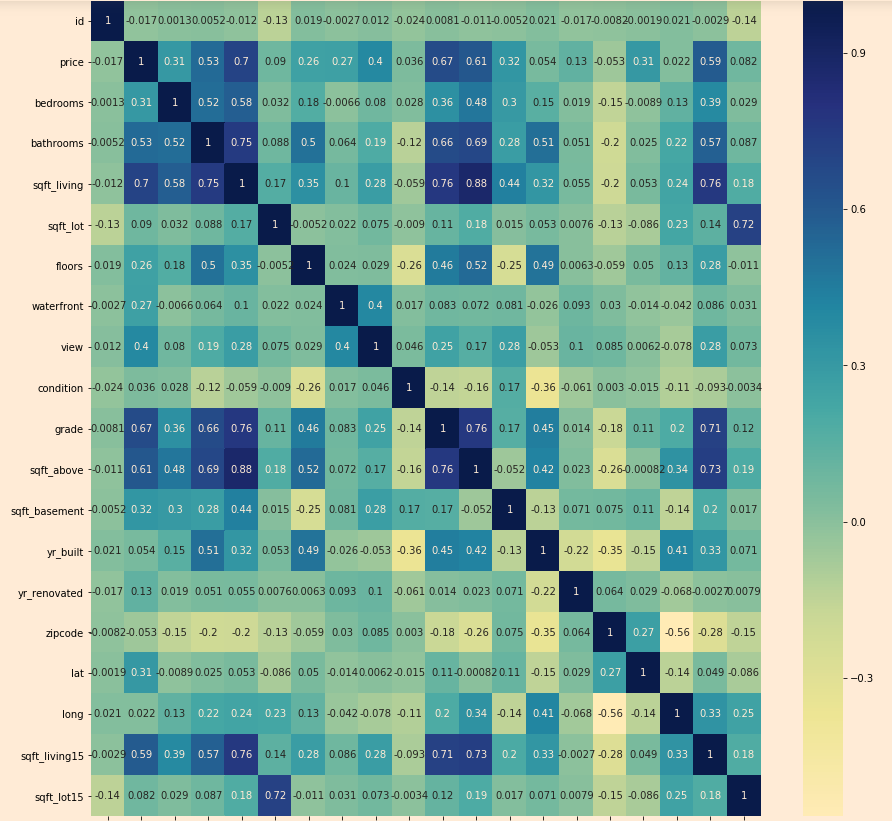 id 1 -0.017 0.0013 0.0052 -0.012 -0.13 0.019 -0.0027 0.012 -0.024 0.0081 -0.011 -0.0052 0.021 -0.017 -0.0082 -0.0019 0.021 -0.0029 -0.14
price -0.017 1 0.31 0.53 0.7 0.09 0.26 0.27 0.4 0.036 0.67 0.61 0.32 0.054 0.13 -0.053 0.31 0.022 0.59 0.082
bedrooms 0.0013 0.31 1 0.52 0.58 0.032 0.18 -0.0066 0.08 0.028 0.36 0.48 0.3 0.15 0.019 -0.15 -0.0089 0.13 0.39 0.029
bathrooms 0.0052 0.53 0.52 1 0.75 0.088 0.5 0.064 0.19 -0.12 0.66 0.69 0.28 0.51 0.051 -0.2 0.025 0.22 0.57 0.087
sqft_living -0.012 0.7 0.58 0.75 1 0.17 0.35 0.1 0.28 -0.059 0.76 0.88 0.44 0.32 0.055 -0.2 0.053 0.24 0.76 0.18
sqft_lot -0.13 0.09 0.032 0.088 0.17 1 -0.0052 0.022 0.075 -0.009 0.11 0.18 0.015 0.053 0.0076 -0.13 -0.086 0.23 0.14 0.72
floors 0.019 0.26 0.18 0.5 0.35 -0.0052 1 0.024 0.029 -0.26 0.46 0.52 -0.25 0.49 0.0063 -0.059 0.05 0.13 0.28 -0.011
waterfront -0.0027 0.27 -0.0066 0.064 0.1 0.022 0.024 1 0.4 0.017 0.083 0.072 0.081 -0.026 0.093 0.03 -0.014 -0.042 0.086 0.031
view 0.012 0.4 0.08 0.19 0.28 0.075 0.029 0.4 1 0.046 0.25 0.17 0.28 -0.053 0.1 0.085 0.0062 -0.078 0.28 0.073
condition -0.024 0.036 0.028 -0.12 -0.059 -0.009 -0.26 0.017 0.046 1 -0.14 -0.16 0.17 -0.36 -0.061 0.003 -0.015 -0.11 -0.093 -0.0034
grade 0.0081 0.67 0.36 0.66 0.76 0.11 0.46 0.083 0.25 -0.14 1 0.76 0.17 0.45 0.014 -0.18 0.11 0.2 0.71 0.12
sqft_above -0.011 0.61 0.48 0.69 0.88 0.18 0.52 0.072 0.17 -0.16 0.76 1 -0.052 0.42 0.023 -0.26 -0.00082 0.34 0.73 0.19
sqft_basement -0.0052 0.32 0.3 0.28 0.44 0.015 -0.25 0.081 0.28 0.17 0.17 -0.052 1 -0.13 0.071 0.075 0.11 -0.14 0.2 0.017
yr_built 0.021 0.054 0.15 0.51 0.32 0.053 0.49 -0.026 -0.053 -0.36 0.45 0.42 -0.13 1 -0.22 -0.35 -0.15 0.41 0.33 0.071
yr_renovated -0.017 0.13 0.019 0.051 0.055 0.0076 0.0063 0.093 0.1 -0.061 0.014 0.023 0.071 -0.22 1 0.064 0.029 -0.068 -0.0027 0.0079
zipcode -0.0082 -0.053 -0.15 -0.2 -0.2 -0.13 -0.059 0.03 0.085 0.003 -0.18 -0.26 0.075 -0.35 0.064 1 0.27 -0.56 -0.28 -0.15
lat -0.0019 0.31 -0.0089 0.025 0.053 -0.086 0.05 -0.014 0.0062 -0.015 0.11 -0.00082 0.11 -0.15 0.029 0.27 1 -0.14 0.049 -0.086
long 0.021 0.022 0.13 0.22 0.24 0.23 0.13 -0.042 -0.078 -0.11 0.2 0.34 -0.14 0.41 -0.068 -0.56 -0.14 1 0.33 0.25
sqft_living15 -0.0029 0.59 0.39 0.57 0.76 0.14 0.28 0.086 0.28 -0.093 0.71 0.73 0.2 0.33 -0.0027 -0.28 0.049 0.33 1 0.18
sqft_lot15 -0.14 0.082 0.029 0.087 0.18 0.72 -0.011 0.031 0.073 -0.0034 0.12 0.19 0.017 0.071 0.0079 -0.15 -0.086 0.25 0.18 1
0.9
0.6
0.3
0.0
-0.3